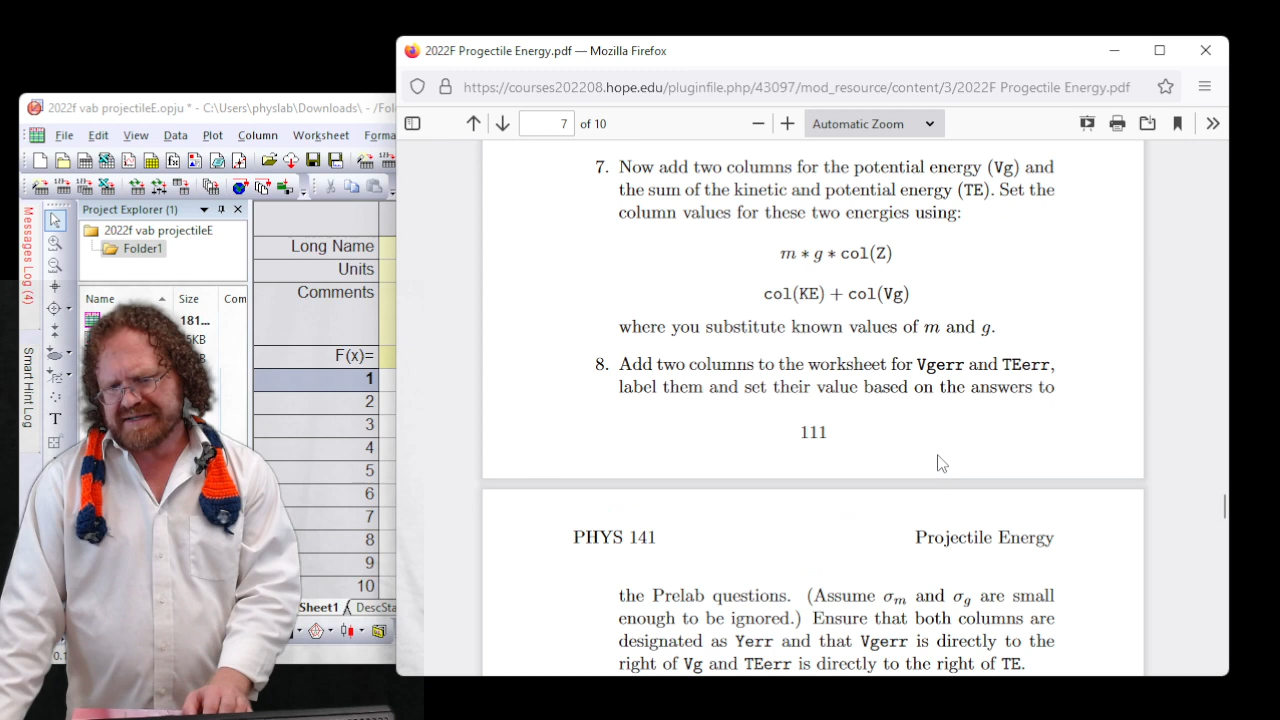 2022f vab projectileE.opju * - C:\Users\physlab\Downloads\ - /Fol
File Edit View Data Plot Column Worksheet Forma
Messages Log (4)
Smart Hint Log
Project Explorer (1)
2022f vab projectileE
Folder1
Name Size Com
181...
5KB
Long Name
Units
Comments
F(x)=
1
2
3
4
5
6
7
8
9
10
Sheet1 DescSta
2022F Projectile Energy.pdf — Mozilla Firefox
https://courses202208.hope.edu/pluginfile.php/43097/mod_resource/content/3/2022F Projectile Energy.pdf
7 of 10
Automatic Zoom
7. Now add two columns for the potential energy (Vg) and
the sum of the kinetic and potential energy (TE). Set the
column values for these two energies using:
m ∗ g ∗ col(Z)
col(KE) + col(Vg)
where you substitute known values of m and g.
8. Add two columns to the worksheet for Vgerr and TEerr,
label them and set their value based on the answers to
111
PHYS 141 Projectile Energy
the Prelab questions. (Assume σm and σg are small
enough to be ignored.) Ensure that both columns are
designated as Yerr and that Vgerr is directly to the
right of Vg and TEerr is directly to the right of TE.